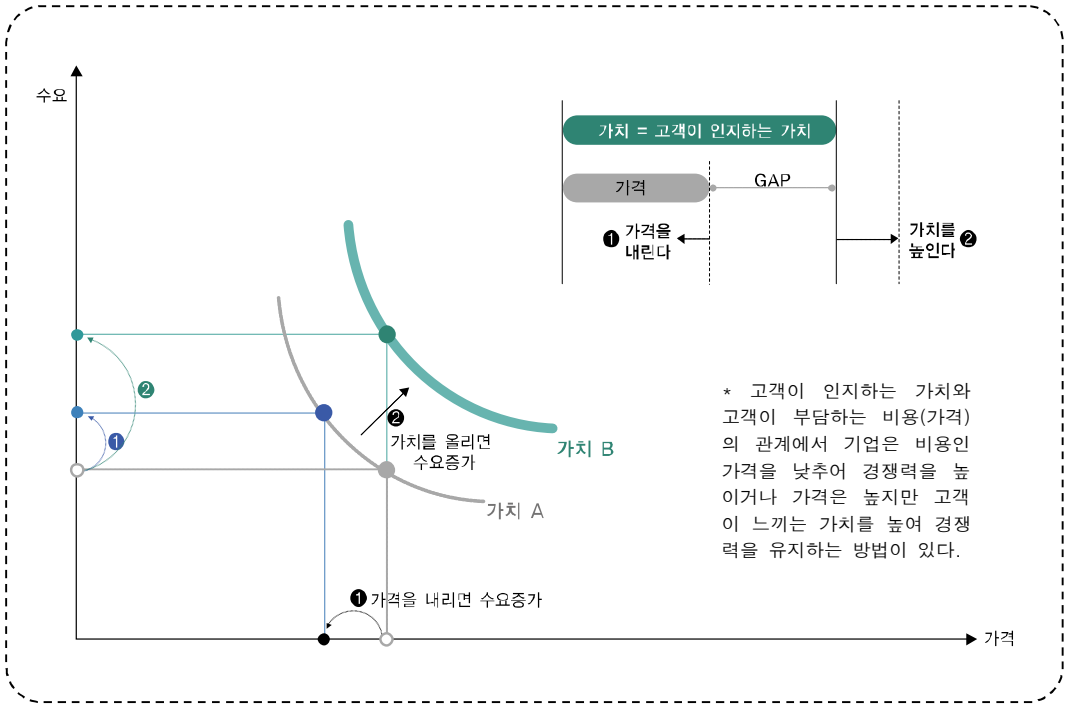 수요
가치 = 고객이 인지하는 가치
기격
GAP
❶ 가격을
내린다
가치를
높인다 ❷
❷
❶
❷
가치를 올리면
수요증가
가치 B
가치 A
❶ 가격을 내리면 수요증가
가격
* 고객이 인지하는 가치와
고객이 부담하는 비용(가격)
의 관계에서 기업은 비용인
가격을 낮추어 경쟁력을 높
이거나 가격은 높지만 고객
이 느끼는 가치를 높여 경쟁
력을 유지하는 방법이 있다.